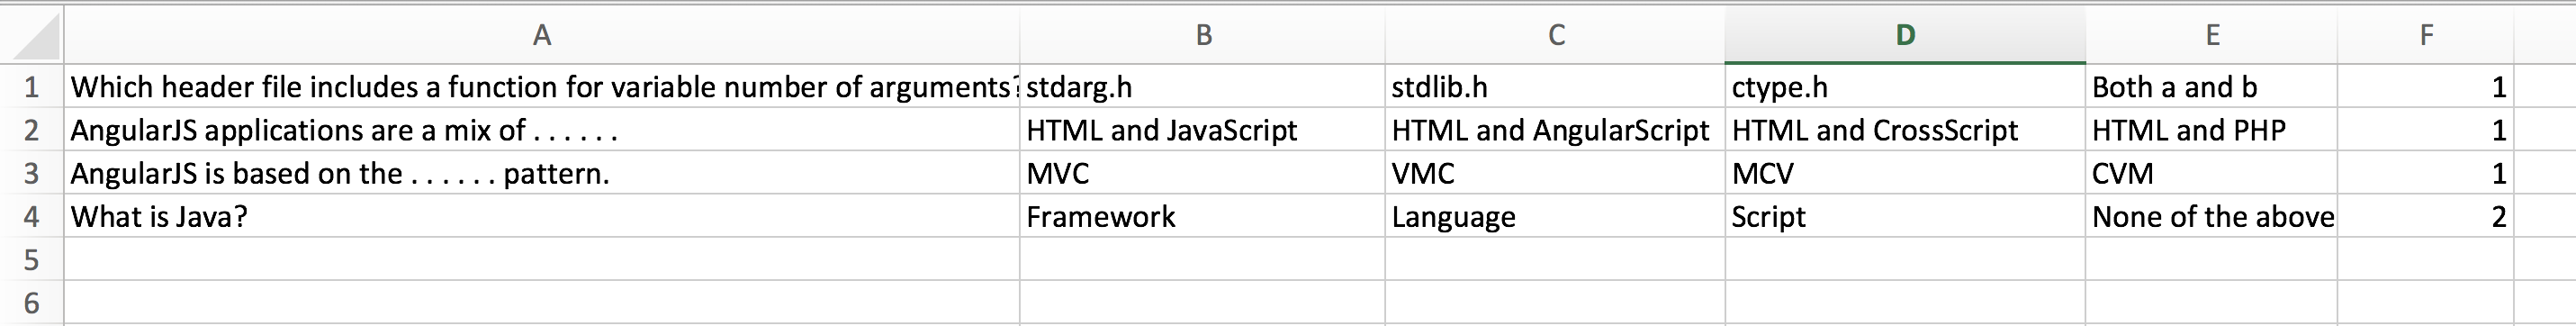 A B C D E F
1 Which header file includes a function for variable number of arguments? stdarg.h stdlib.h ctype.h Both a and b 1
2 AngularJS applications are a mix of . . . . . . HTML and JavaScript HTML and AngularScript HTML and CrossScript HTML and PHP 1
3 AngularJS is based on the . . . . . . pattern. MVC VMC MCV CVM 1
4 What is Java? Framework Language Script None of the above 2
5
6